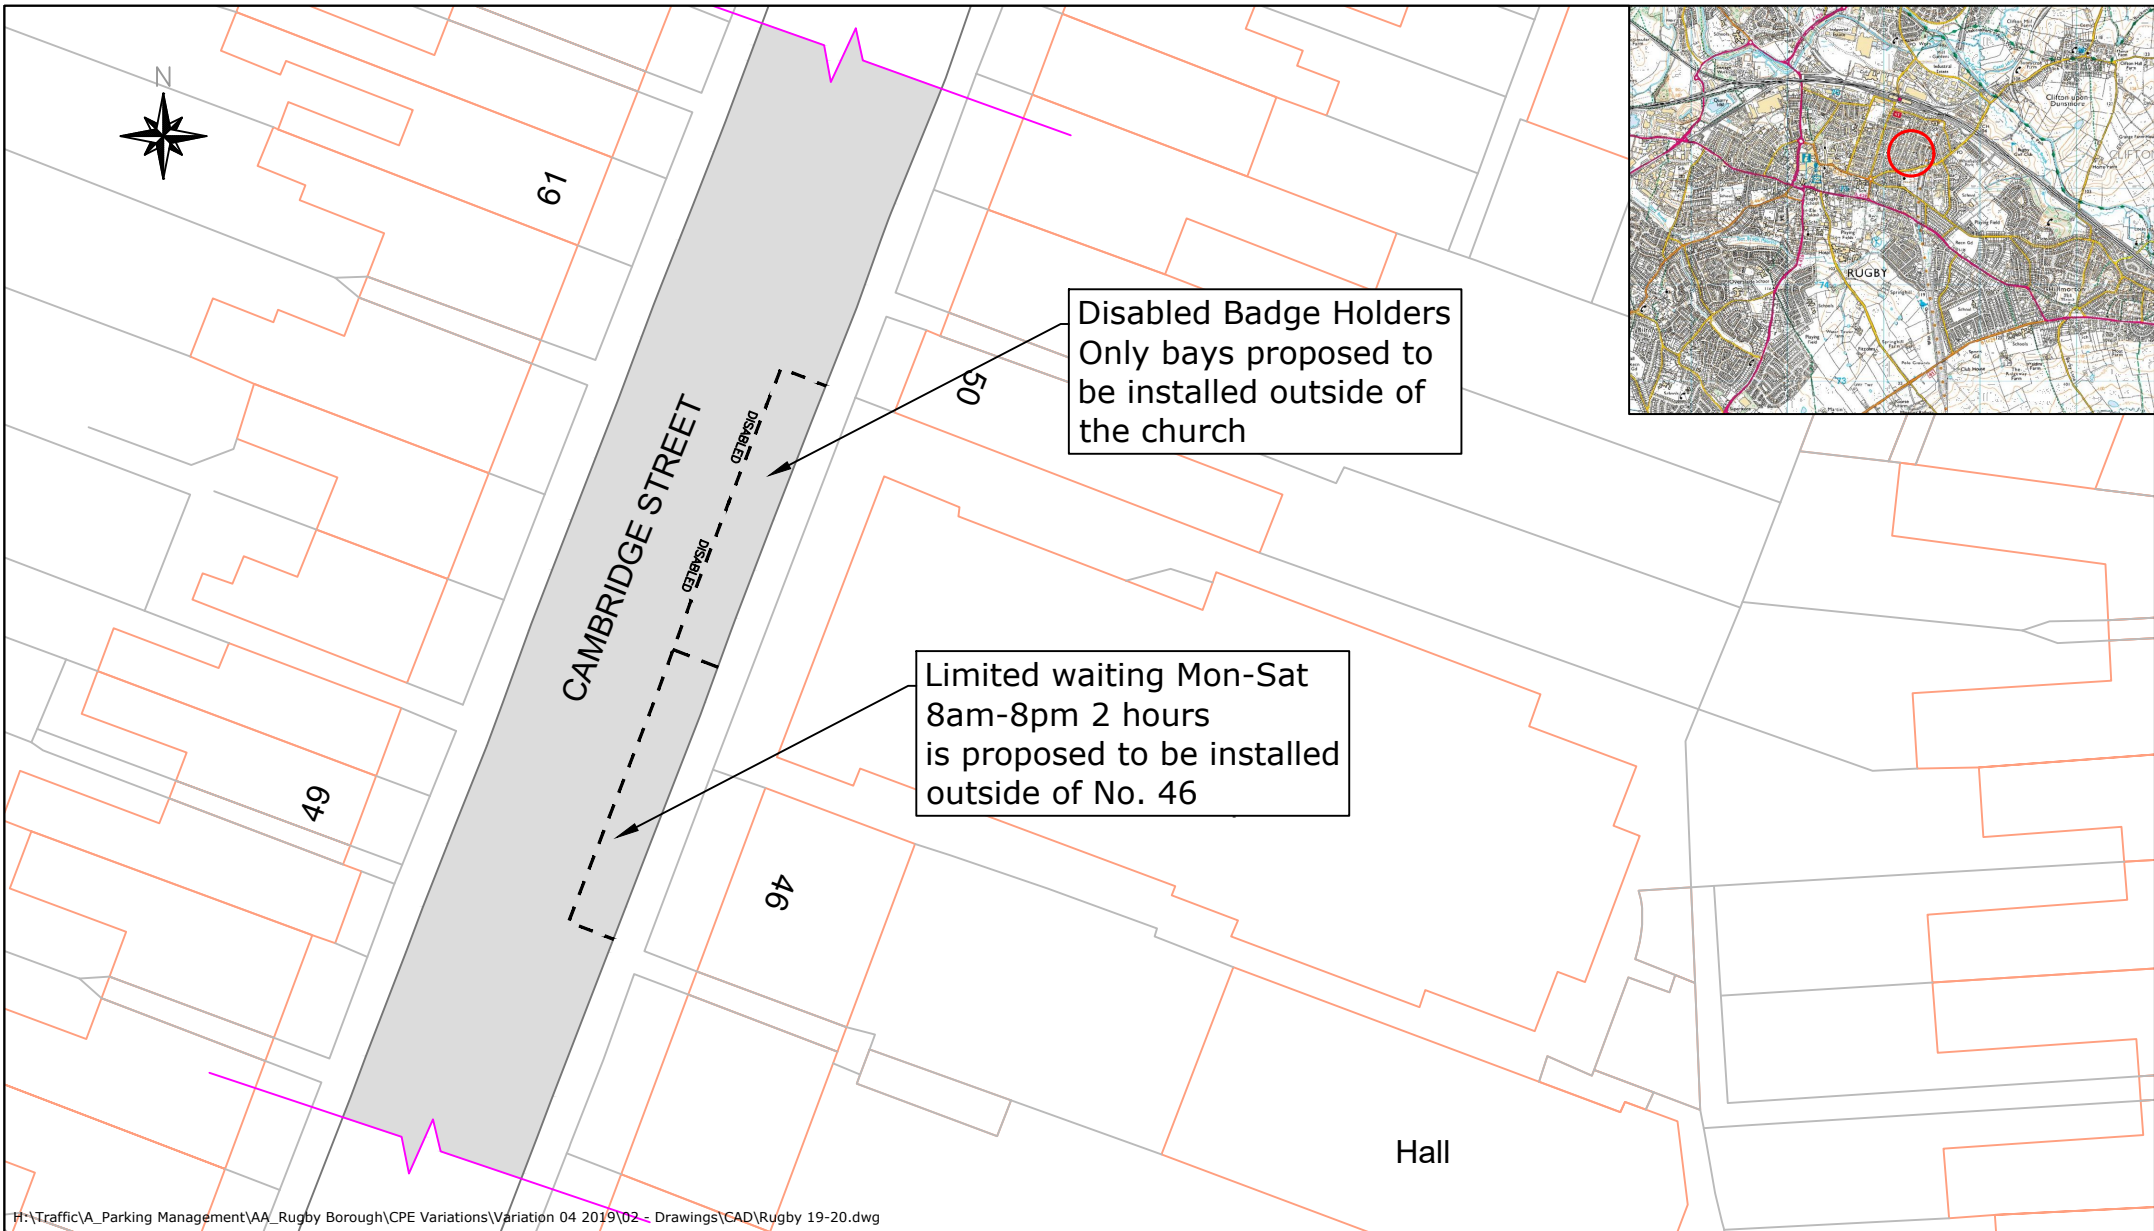 N
61
Disabled Badge Holders
Only bays proposed to
be installed outside of
the church
50
DISABLED
DISABLED
CAMBRIDGE STREET
Limited waiting Mon-Sat
8am-8pm 2 hours
is proposed to be installed
outside of No. 46
49
46
Hall
RUGBY
Clifton upon
Dunsmore
H:\Traffic\A_Parking Management\AA_Rugby Borough\CPE Variations\Variation 04 2019\02 - Drawings\CAD\Rugby 19-20.dwg